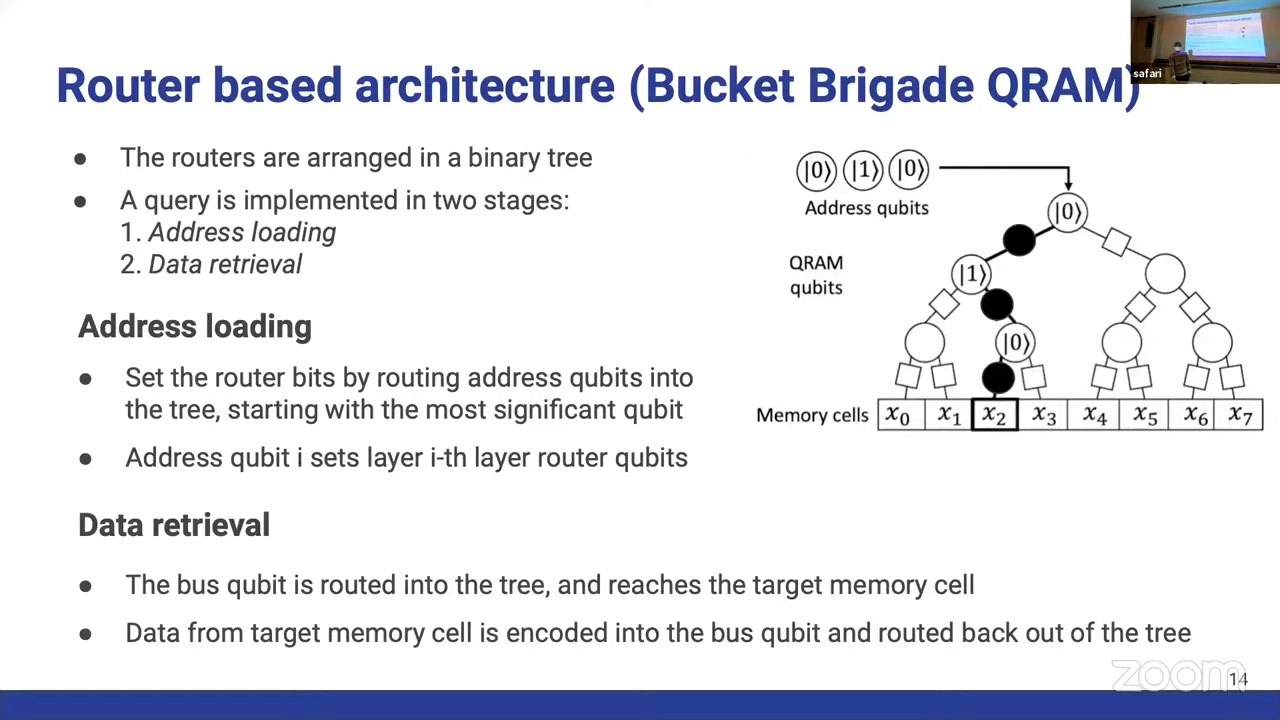 Router based architecture (Bucket Brigade QRAM)
safari
● The routers are arranged in a binary tree
● A query is implemented in two stages:
1. Address loading
2. Data retrieval
Address loading
● Set the router bits by routing address qubits into
the tree, starting with the most significant qubit
● Address qubit i sets layer i-th layer router qubits
|0⟩ |1⟩ |0⟩
Address qubits
|0⟩
QRAM
qubits
|1⟩
|0⟩
Memory cells x₀ x₁ x₂ x₃ x₄ x₅ x₆ x₇
Data retrieval
● The bus qubit is routed into the tree, and reaches the target memory cell
● Data from target memory cell is encoded into the bus qubit and routed back out of the tree
zoom
14